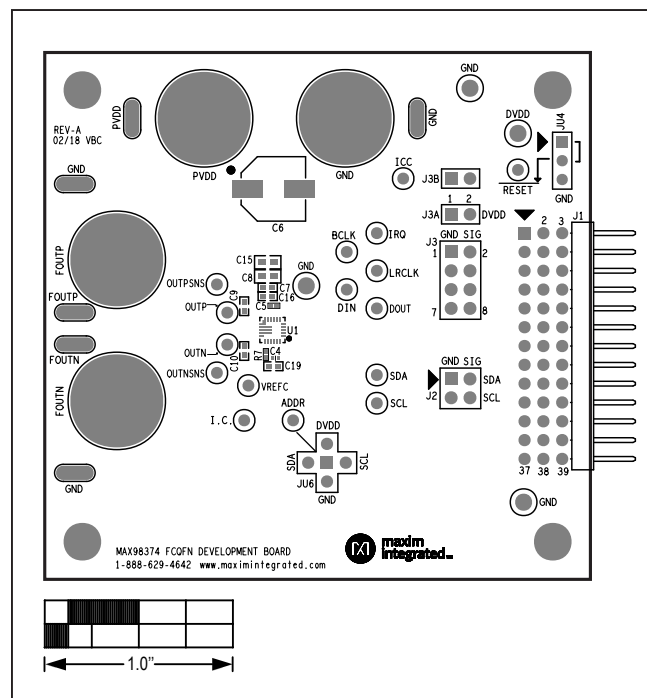 GND
REV-A
02/18 VBC
PVDD
GND
DVDD
JU4
GND
PVDD
GND
ICC
J3B
RESET
GND
1 2
J3A DVDD
C6
2 3 J1
BCLK
IRQ
GND SIG
J3
1 2
FOUTP
C15
C8
GND
LRCLK
OUTPSNS
C7
C9
C16
DIN
FOUTP
OUTP
C5
DOUT
7 8
U1
FOUTN
OUTN
C10
R7
C4
C19
GND SIG
OUTNSNS
VREFC
SDA
SDA
J2 SCL
FOUTN
I.C.
ADDR
SCL
DVDD
SDA
SCL
37 38 39
GND
JU6
GND
GND
MAX98374 FCQFN DEVELOPMENT BOARD
1-888-629-4642 www.maximintegrated.com
maxim
integrated™
1.0"